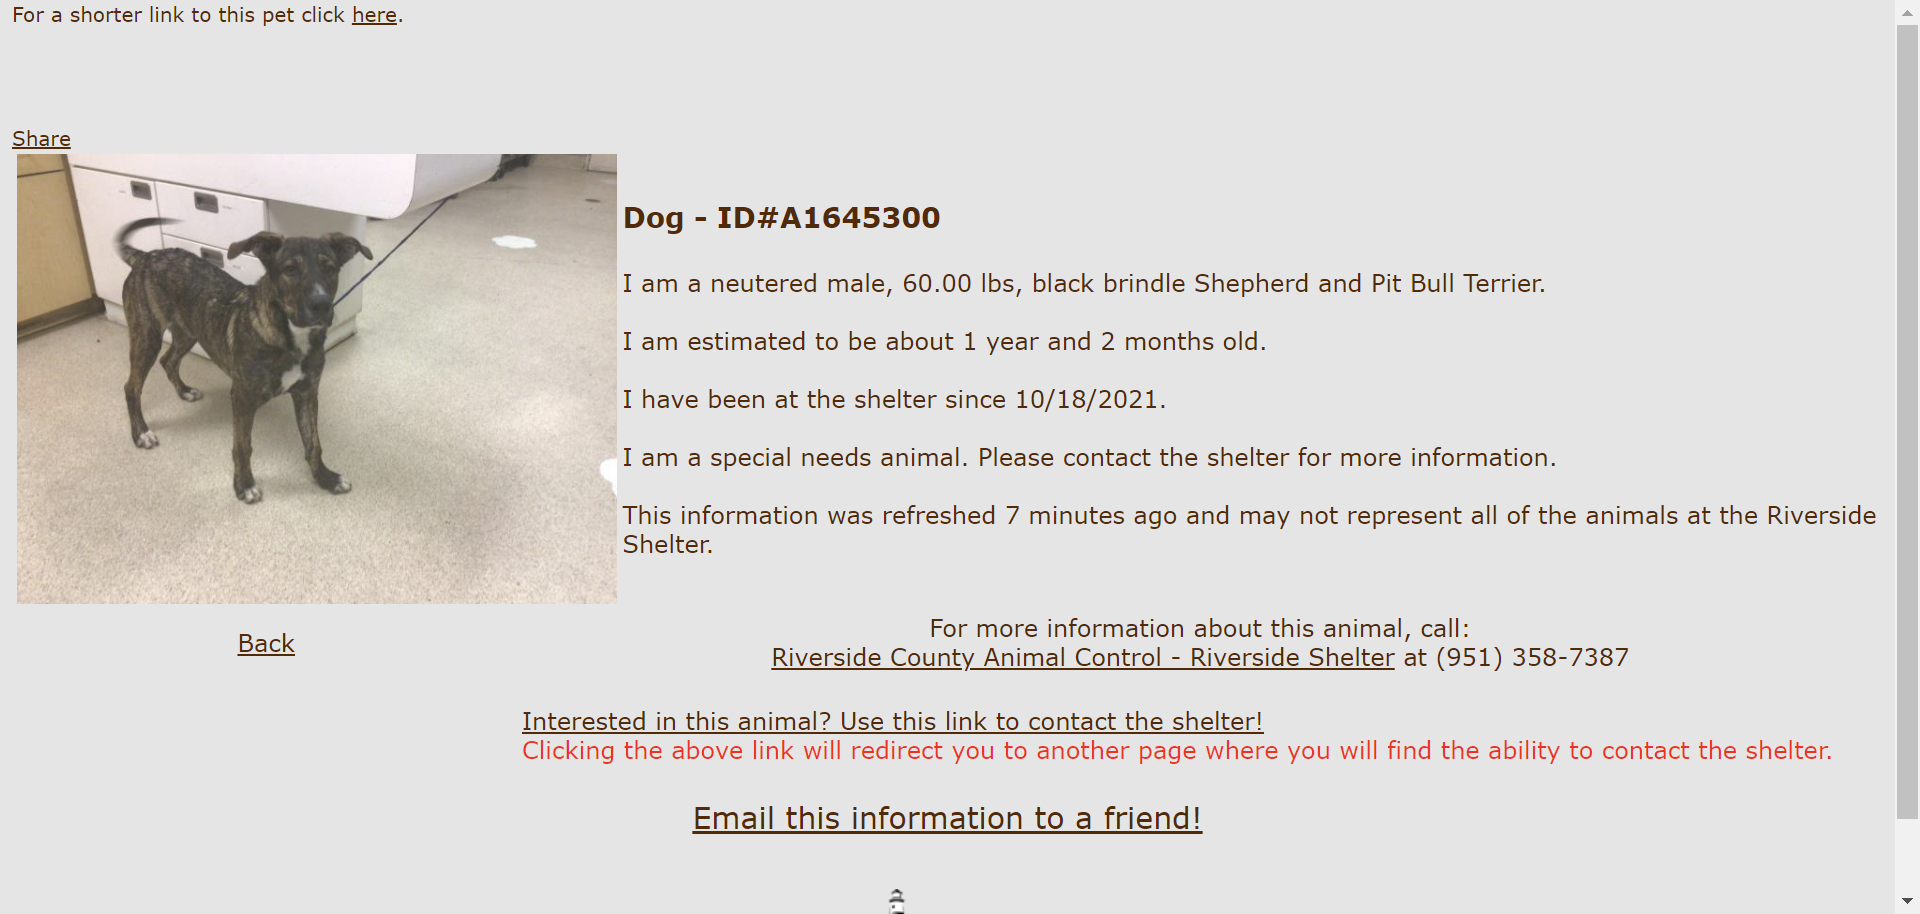 For a shorter link to this pet click here.
Share
Dog - ID#A1645300
I am a neutered male, 60.00 lbs, black brindle Shepherd and Pit Bull Terrier.
I am estimated to be about 1 year and 2 months old.
I have been at the shelter since 10/18/2021.
I am a special needs animal. Please contact the shelter for more information.
This information was refreshed 7 minutes ago and may not represent all of the animals at the Riverside
Shelter.
Back
For more information about this animal, call:
Riverside County Animal Control - Riverside Shelter at (951) 358-7387
Interested in this animal? Use this link to contact the shelter!
Clicking the above link will redirect you to another page where you will find the ability to contact the shelter.
Email this information to a friend!